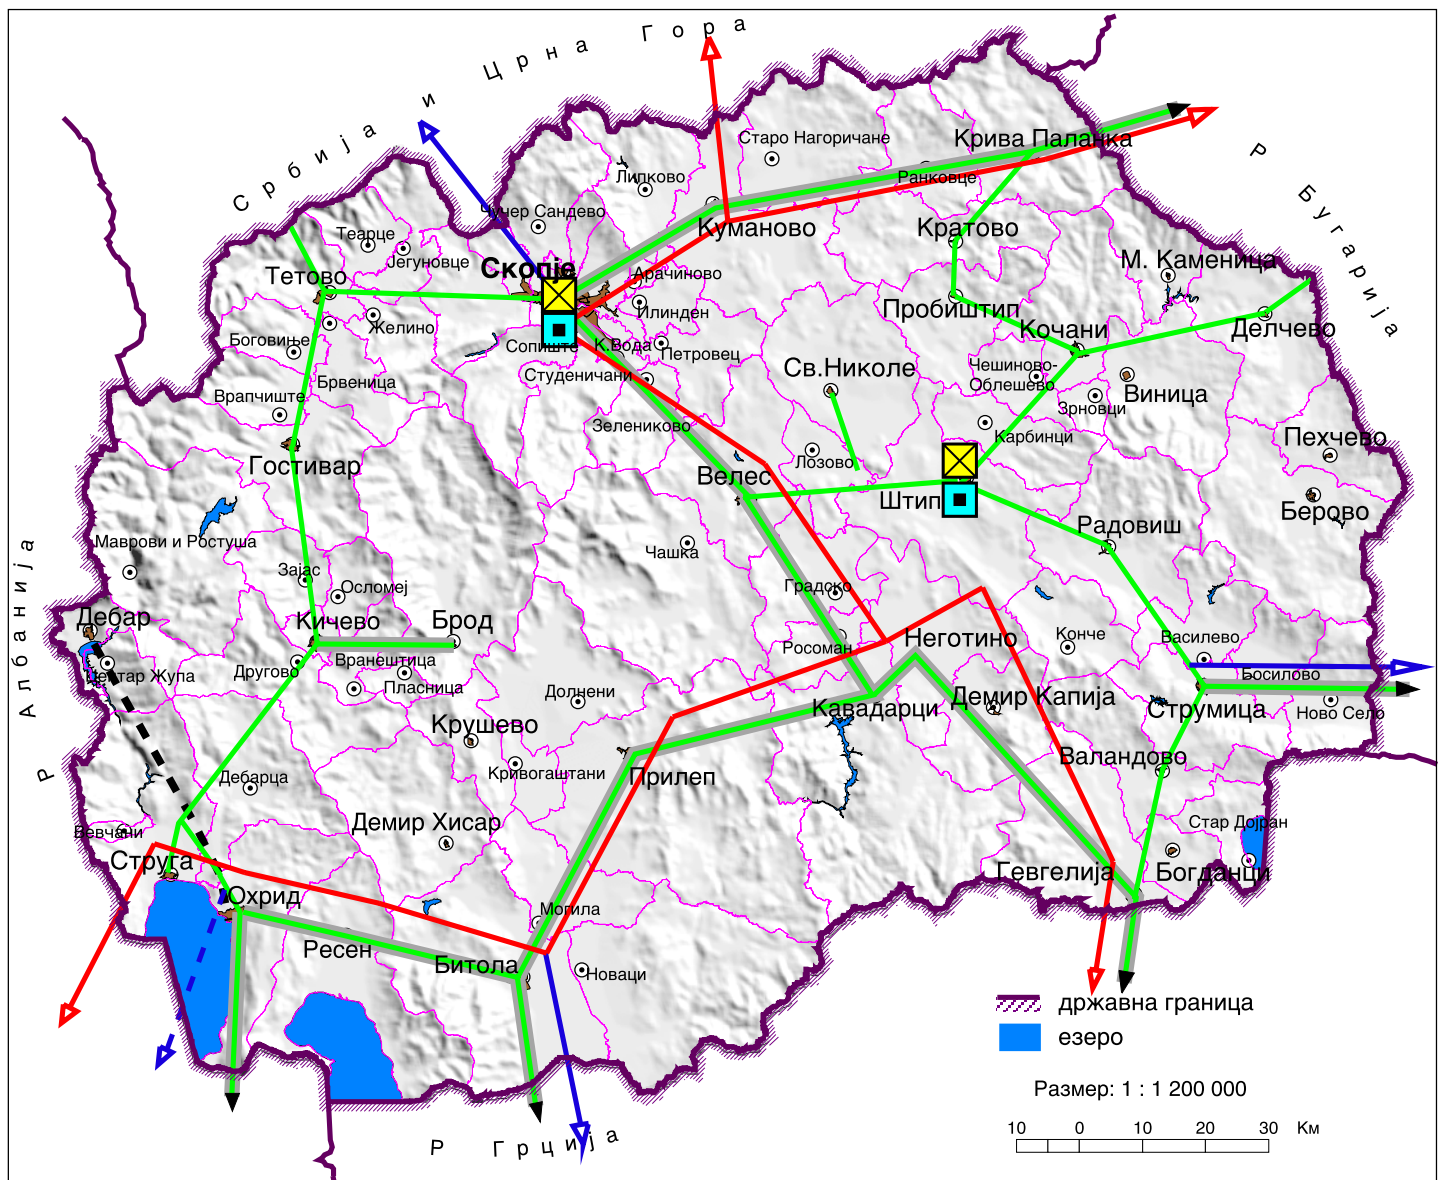 Србија и Црна Гора
Р Бугарија
Р Албанија
Р Грција
Старо Нагоричане
Крива Паланка
Ранковце
Липково
Чучер Сандево
Куманово
Кратово
Теарце
Јегуновце
Тетово
Скопје
Арачиново
М. Каменица
Илинден
Пробиштип
Желино
Кочани
Делчево
Боговиње
Сопиште
К.Вода
Петровец
Св.Николе
Чешиново-
Облешево
Студеничани
Брвеница
Виница
Врапчиште
Зрновци
Зелениково
Карбинци
Пехчево
Гостивар
Лозово
Велес
Штип
Берово
Радовиш
Маврови и Ростуша
Чашка
Зајас
Осломеј
Градско
Дебар
Кичево
Брод
Неготино
Конче
Василево
Росоман
Вранештица
Другово
Центар Жупа
Пласница
Долнени
Босилово
Демир Капија
Кавадарци
Струмица
Ново Село
Крушево
Валандово
Кривогаштани
Прилеп
Дебарца
Вевчани
Демир Хисар
Стар Дојран
Струга
Гевгелија
Богданци
Охрид
Могила
Ресен
Битола
Новаци
државна граница
езеро
Размер: 1 : 1 200 000
10 0 10 20 30 Км